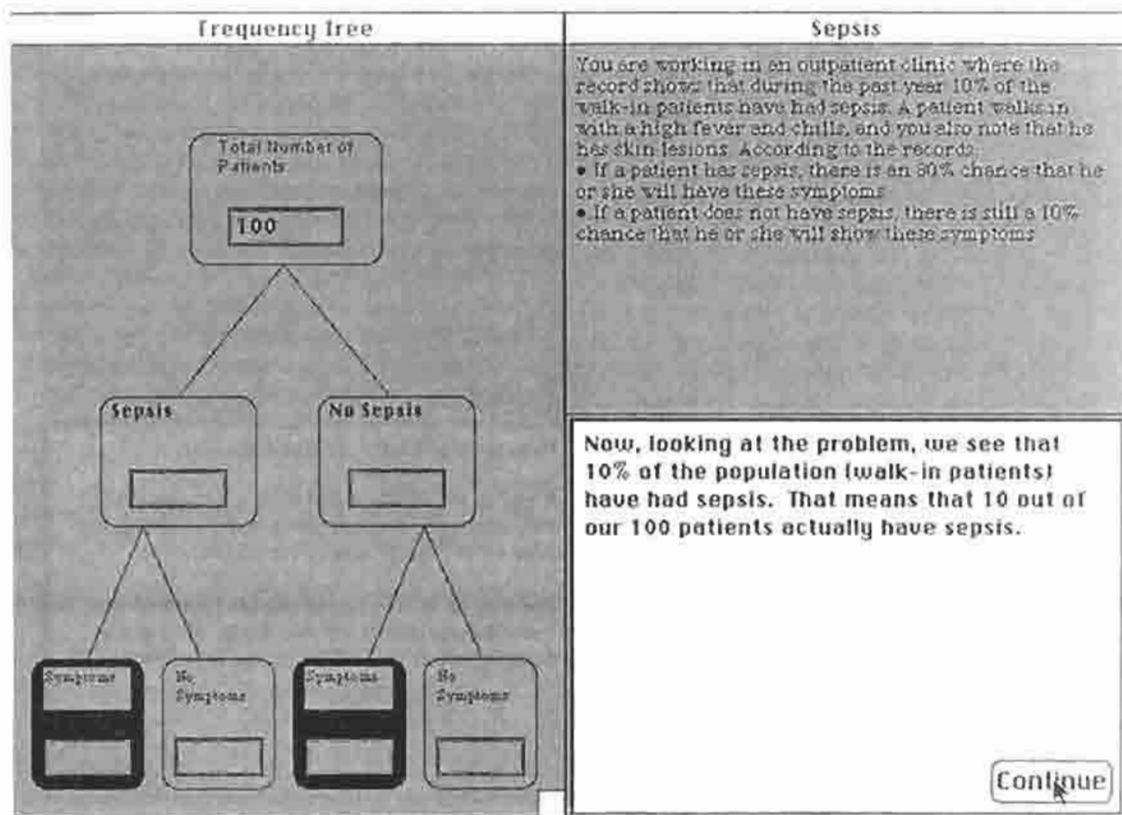 Frequency Tree
Total Number of
Patients
100
Sepsis
No Sepsis
Symptoms
No
Symptoms
Symptoms
No
Symptoms
Sepsis
You are working in an outpatient clinic where the
record shows that during the past year 10% of the
walk-in patients have had sepsis. A patient walks in
with a high fever and chills, and you also note that he
has skin lesions. According to the records:
• If a patient has sepsis, there is an 80% chance that he
or she will have these symptoms
• If a patient does not have sepsis, there is still a 10%
chance that he or she will show these symptoms
Now, looking at the problem, we see that
10% of the population (walk-in patients)
have had sepsis. That means that 10 out of
our 100 patients actually have sepsis.
Continue